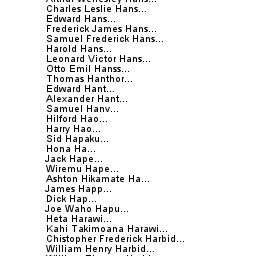 Charles Leslie Hans...
Edward Hans...
Frederick James Hans...
Samuel Frederick Hans...
Harold Hans...
Leonard Victor Hans...
Otto Emil Hanss...
Thomas Hanthor...
Edward Hant...
Alexander Hant...
Samuel Hanv...
Hilford Hao...
Harry Hao...
Sid Hapaku...
Hona Ha...
Jack Hape...
Wiremu Hape...
Ashton Hikamate Ha...
James Happ...
Dick Hap...
Joe Waho Hapu...
Heta Harawi...
Kahi Takimoana Harawi...
Chistopher Frederick Harbid...
William Henry Harbid...